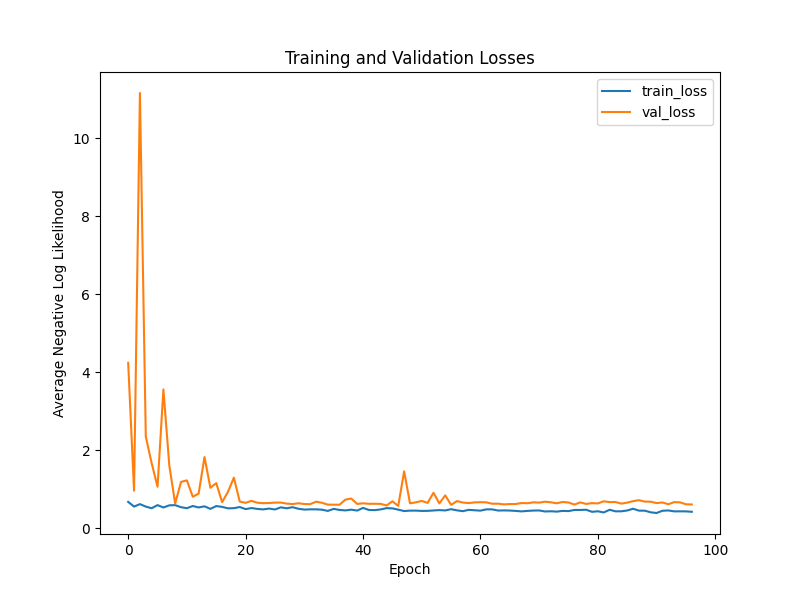 Training and Validation Losses
train_loss
val_loss
Average Negative Log Likelihood
10
8
6
4
2
0
0 20 40 60 80 100
Epoch